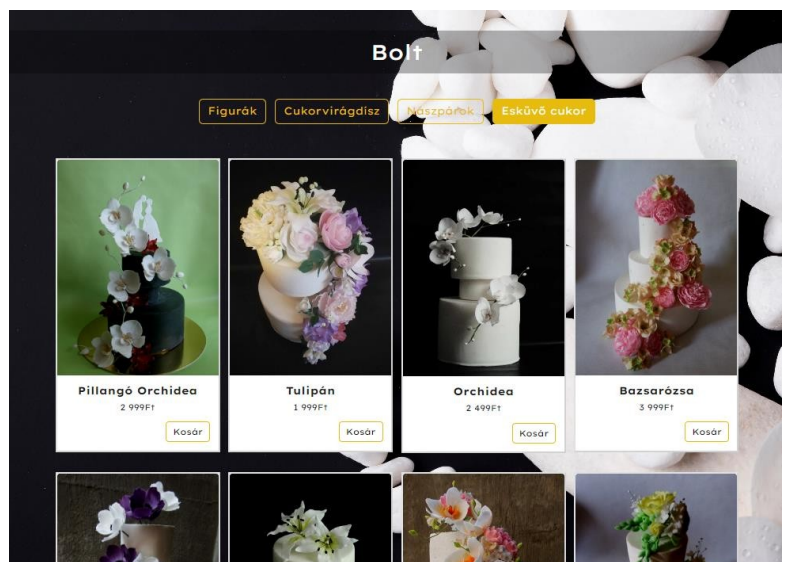 Bolt
Figurák Cukorvirágdísz Nászpárok Esküvő cukor
Pillangó Orchidea Tulipán Orchidea Bazsarózsa
2 999Ft 1 999Ft 2 499Ft 3 999Ft
Kosár Kosár Kosár Kosár